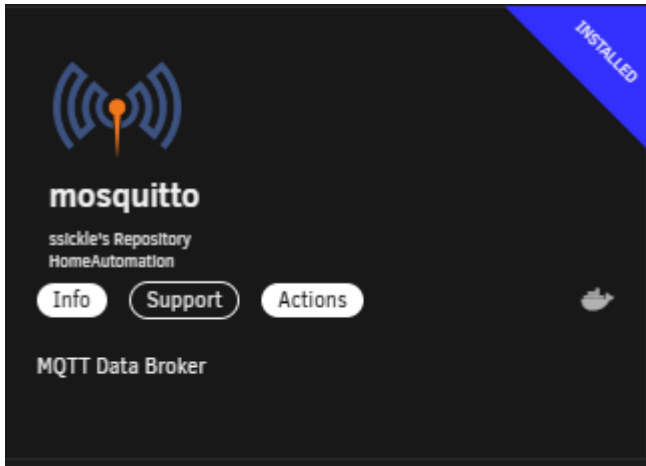 INSTALLED
mosquitto
ssickle's Repository
HomeAutomation
Info Support Actions
MQTT Data Broker